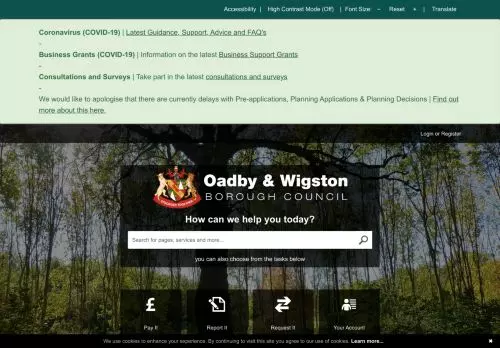 Accessibility | High Contrast Mode (Off) | Font Size: − Reset + | Translate
Coronavirus (COVID-19) | Latest Guidance, Support, Advice and FAQ's
-
Business Grants (COVID-19) | Information on the latest Business Support Grants
-
Consultations and Surveys | Take part in the latest consultations and surveys
-
We would like to apologise that there are currently delays with Pre-applications, Planning Applications & Planning Decisions | Find out
more about this here.
Login or Register
Oadby & Wigston
BOROUGH COUNCIL
How can we help you today?
Search for pages, services and more...
you can also choose from the tasks below
£
Pay It
Report It
Request It
Your Account
We use cookies to enhance your experience. By continuing to visit this site you agree to our use of cookies. Learn more...